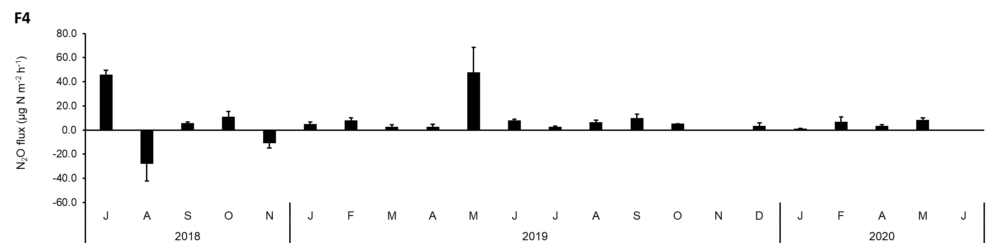 F4
N₂O flux (µg N m⁻² h⁻¹)
80.0
60.0
40.0
20.0
0.0
-20.0
-40.0
-60.0
J A S O N J F M A M J J A S O N D J F A M J
2018 2019 2020